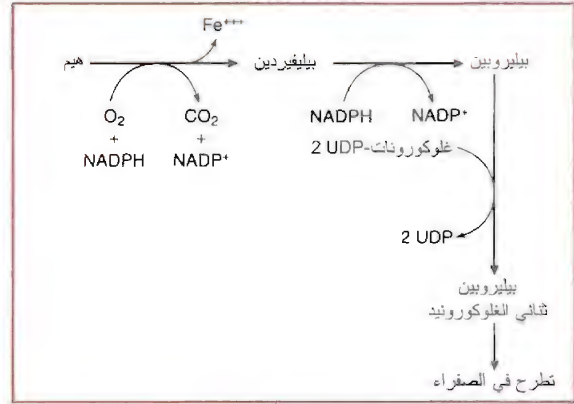 Fe+++
هيم
بيليفيردين
بيليروبين
O₂
+
NADPH
CO₂
+
NADP+
NADPH
NADP+
2 UDP-غلوكورونات
2 UDP
بيليروبين
ثنائي الغلوكورونيد
تطرح في الصفراء